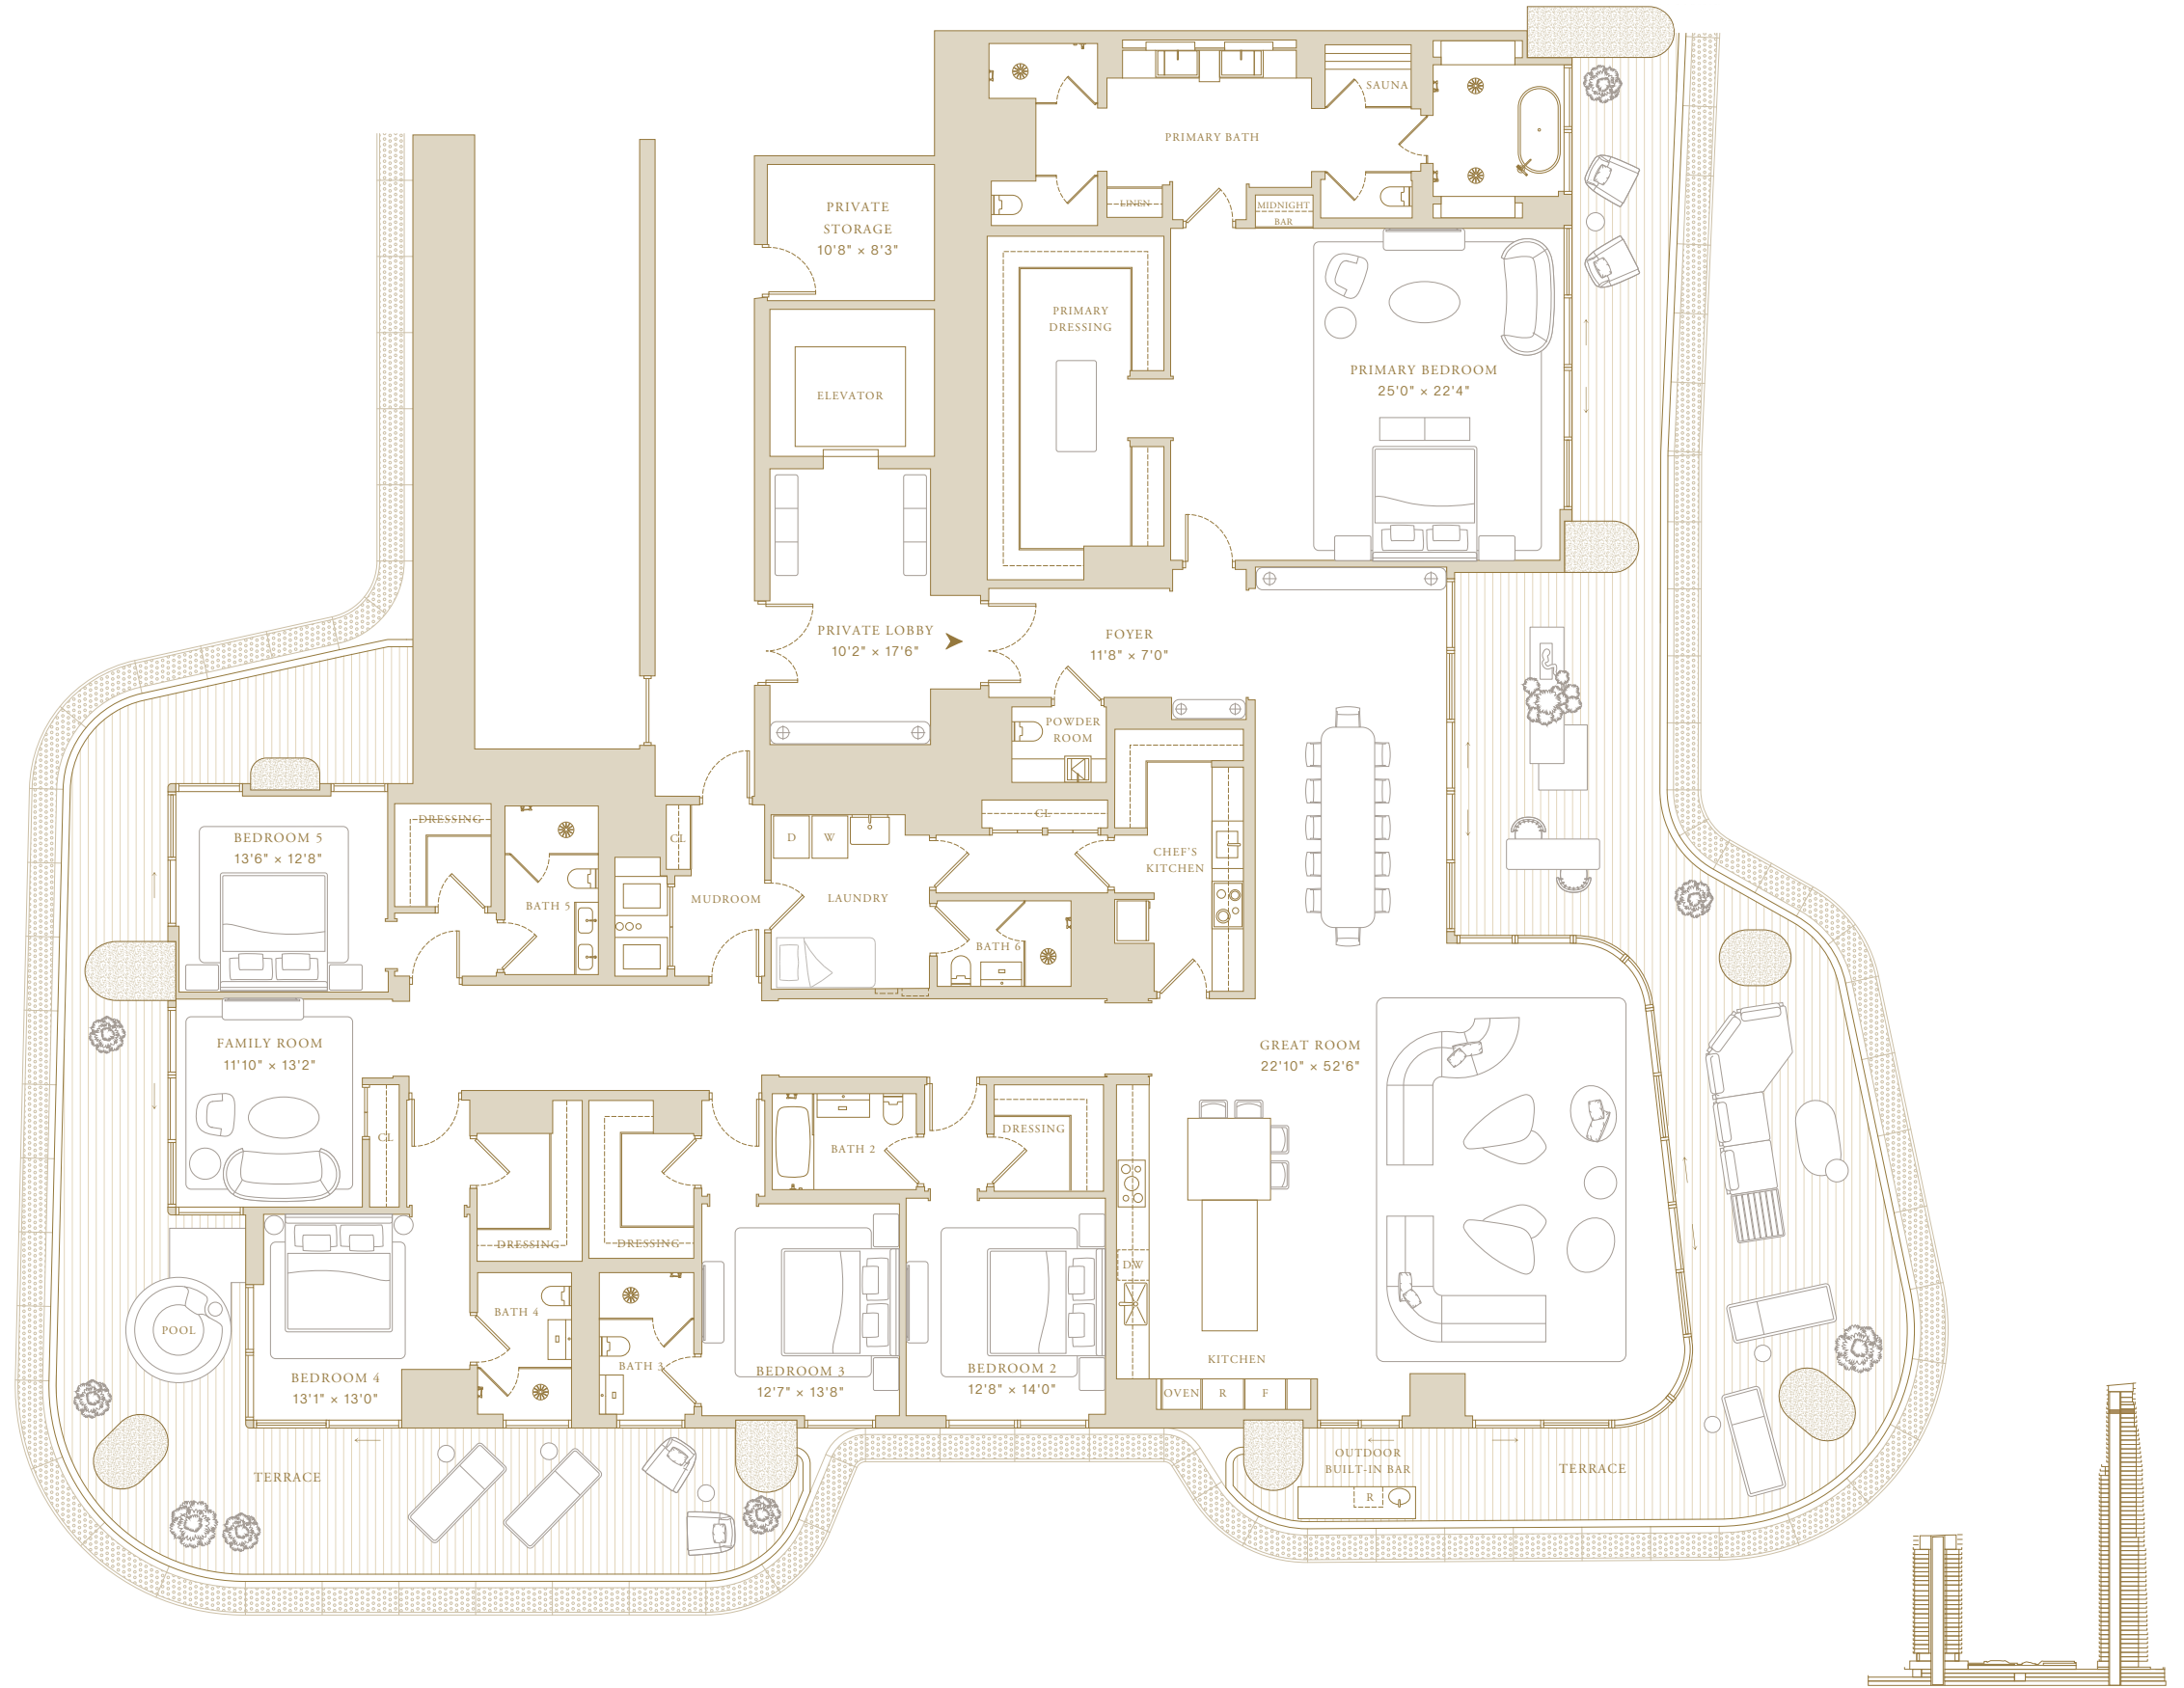 SAUNA
PRIMARY BATH
LINEN
MIDNIGHT
BAR
PRIVATE
STORAGE
10'8" × 8'3"
PRIMARY
DRESSING
ELEVATOR
PRIMARY BEDROOM
25'0" × 22'4"
PRIVATE LOBBY
10'2" × 17'6"
FOYER
11'8" × 7'0"
POWDER
ROOM
CL
DRESSING
BEDROOM 5
13'6" × 12'8"
CL
D
W
CHEF'S
KITCHEN
BATH 5
MUDROOM
LAUNDRY
BATH 6
FAMILY ROOM
11'10" × 13'2"
GREAT ROOM
22'10" × 52'6"
CL
BATH 2
DRESSING
DRESSING
DRESSING
DW
POOL
BATH 4
BATH 3
BEDROOM 4
13'1" × 13'0"
BEDROOM 3
12'7" × 13'8"
BEDROOM 2
12'8" × 14'0"
KITCHEN
OVEN
R
F
TERRACE
OUTDOOR
BUILT-IN BAR
R
TERRACE